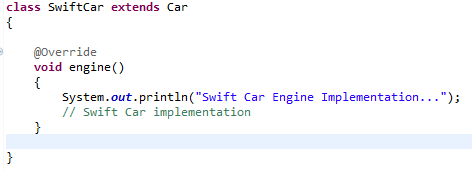 class SwiftCar extends Car
{
@Override
void engine()
{
System.out.println("Swift Car Engine Implementation...");
// Swift Car implementation
}
}